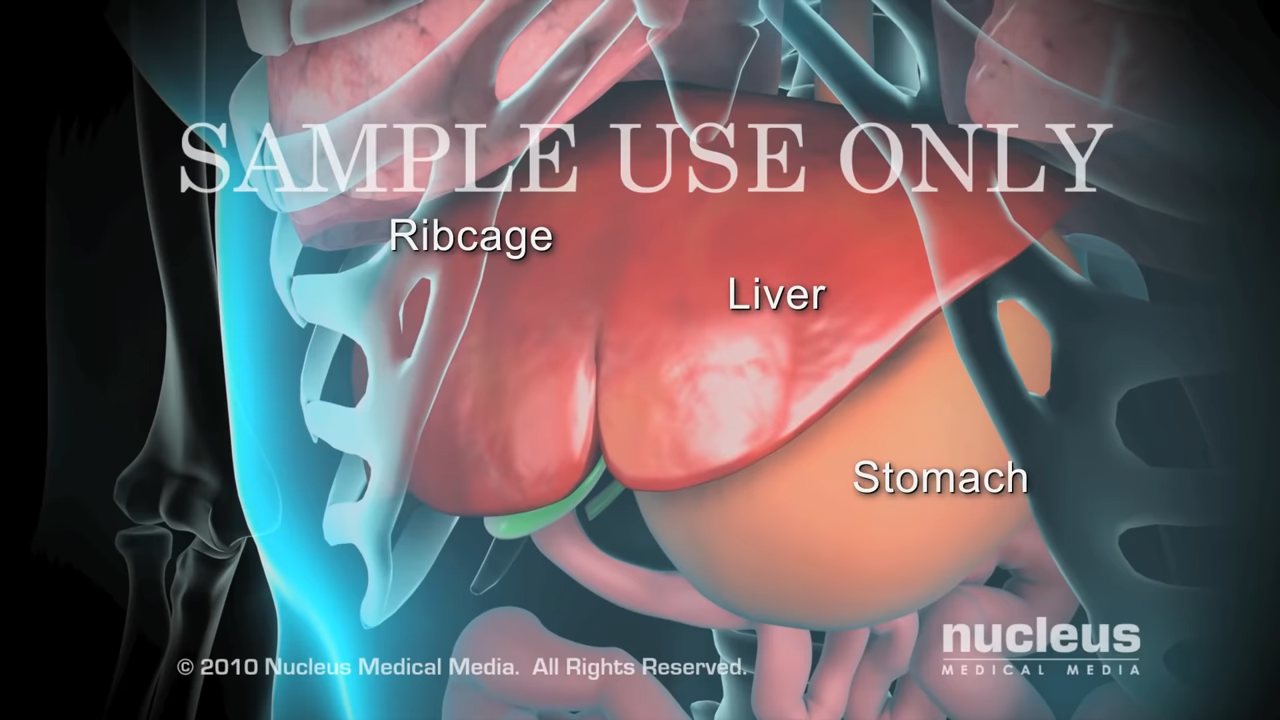 SAMPLE USE ONLY
Ribcage
Liver
Stomach
nucleus
MEDICAL MEDIA
© 2010 Nucleus Medical Media. All Rights Reserved.